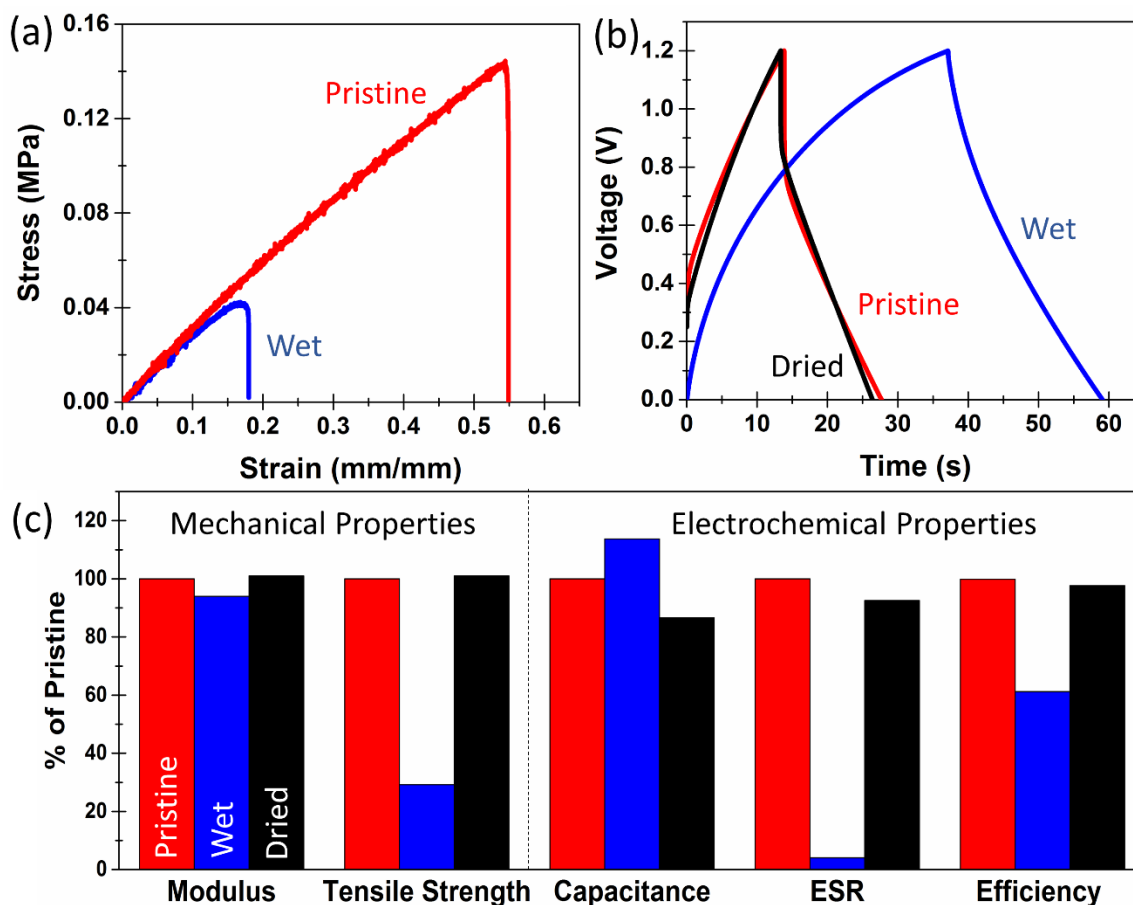 (a)
0.16
0.12
0.08
0.04
0.00
Stress (MPa)
Pristine
Wet
0.0 0.1 0.2 0.3 0.4 0.5 0.6
Strain (mm/mm)
(b)
1.2
1.0
0.8
0.6
0.4
0.2
0.0
Voltage (V)
Wet
Pristine
Dried
0 10 20 30 40 50 60
Time (s)
(c)
Mechanical Properties
Electrochemical Properties
120
100
80
60
40
20
0
% of Pristine
Pristine
Wet
Dried
Modulus Tensile Strength Capacitance ESR Efficiency